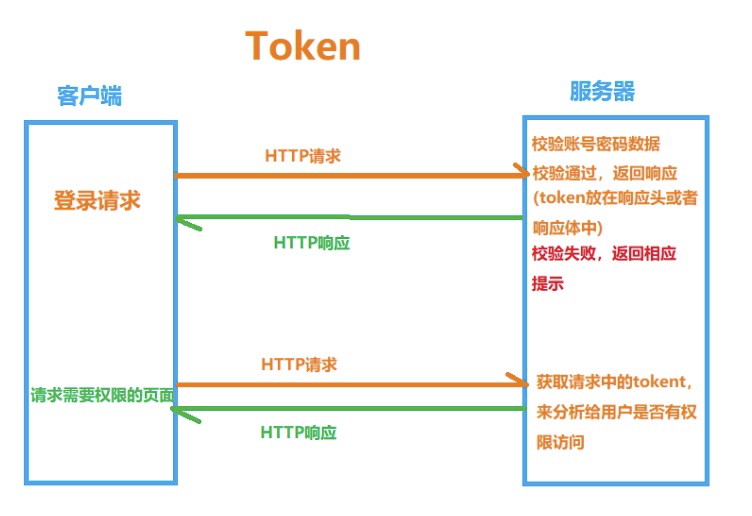 Token
客户端
服务器
HTTP请求
校验账号密码数据
校验通过，返回响应
(token放在响应头或者
响应体中)
登录请求
HTTP响应
校验失败，返回相应
提示
HTTP请求
请求需要权限的页面
获取请求中的tokent，
来分析给用户是否有权
限访问
HTTP响应